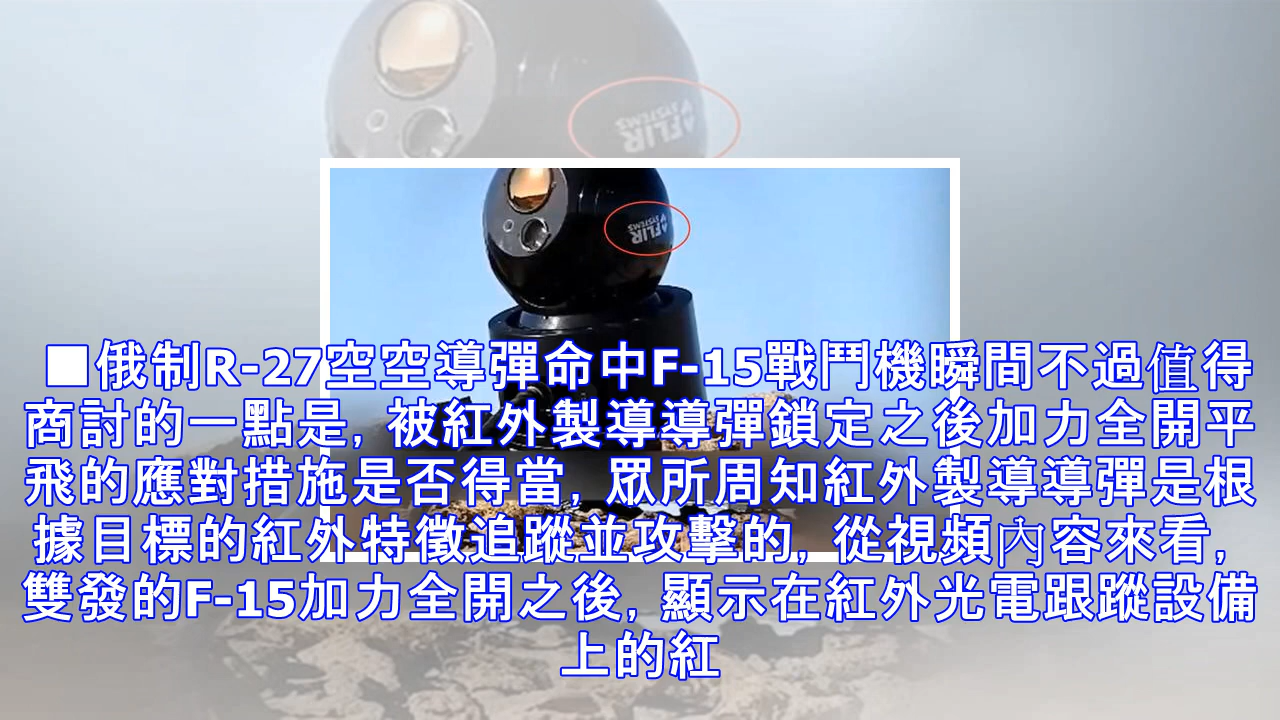 FLIR
SYSTEMS
FLIR
SYSTEMS
■俄制R-27空空導彈命中F-15戰鬥機瞬間不過值得
商討的一點是, 被紅外製導導彈鎖定之後加力全開平
飛的應對措施是否得當, 眾所周知紅外製導導彈是根
據目標的紅外特徵追蹤並攻擊的, 從視頻內容來看,
雙發的F-15加力全開之後, 顯示在紅外光電跟蹤設備
上的紅